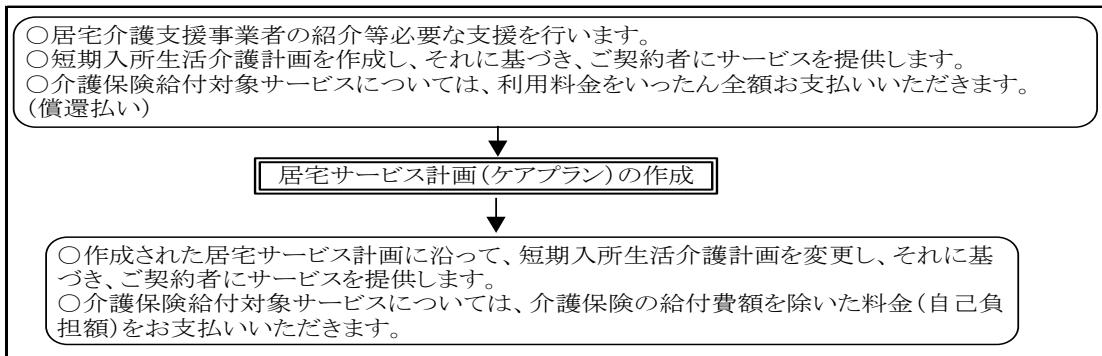 ○居宅介護支援事業者の紹介等必要な支援を行います。
○短期入所生活介護計画を作成し、それに基づき、ご契約者にサービスを提供します。
○介護保険給付対象サービスについては、利用料金をいったん全額お支払いいただきます。
(償還払い)
居宅サービス計画(ケアプラン)の作成
○作成された居宅サービス計画に沿って、短期入所生活介護計画を変更し、それに基
づき、ご契約者にサービスを提供します。
○介護保険給付対象サービスについては、介護保険の給付費額を除いた料金(自己負
担額)をお支払いいただきます。